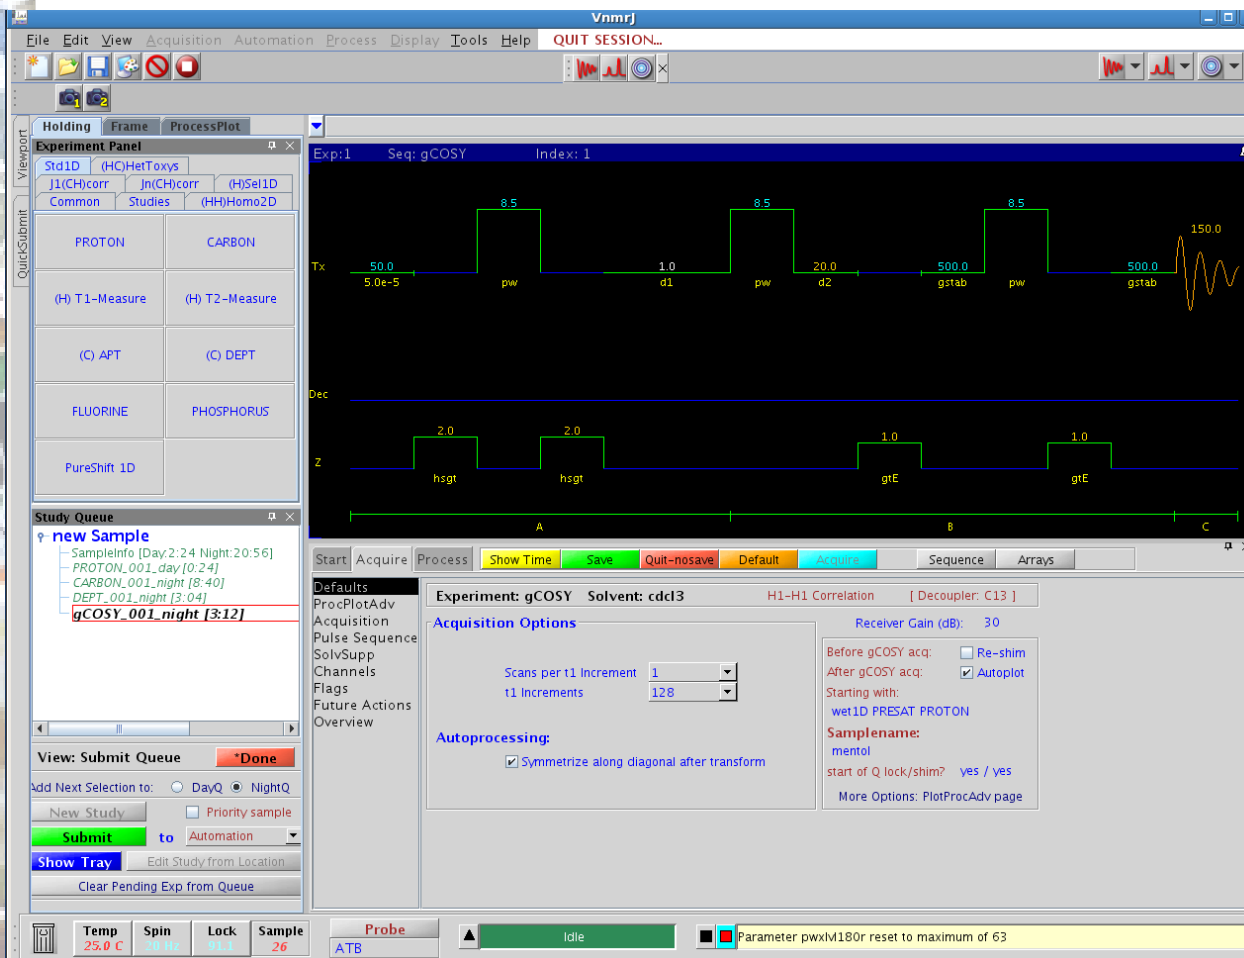 VnmrJ
File Edit View Acquisition Automation Process Display Tools Help QUIT SESSION...
1 2
Viewport
QuickSubmit
Holding Frame ProcessPlot
Experiment Panel
Std1D (HC)HetToxys
J1(CH)corr Jn(CH)corr (H)Sel1D
Common Studies (HH)Homo2D
PROTON CARBON
(H) T1-Measure (H) T2-Measure
(C) APT (C) DEPT
FLUORINE PHOSPHORUS
PureShift 1D
Exp:1 Seq: gCOSY Index: 1
8.5 8.5 8.5
150.0
Tx 50.0 1.0 20.0 500.0 500.0
5.0e-5 pw d1 pw d2 gstab pw gstab
Dec
2.0 2.0 1.0 1.0
Z
hsgt hsgt gtE gtE
A B C
Study Queue
new Sample
SampleInfo [Day:2:24 Night:20:56]
PROTON_001_day [0:24]
CARBON_001_night [8:40]
DEPT_001_night [3:04]
gCOSY_001_night [3:12]
View: Submit Queue *Done
Add Next Selection to: DayQ NightQ
New Study Priority sample
Submit to Automation
Show Tray Edit Study from Location
Clear Pending Exp from Queue
Start Acquire Process Show Time Save Quit-nosave Default Acquire Sequence Arrays
Defaults
ProcPlotAdv
Acquisition
Pulse Sequence
SolvSupp
Channels
Flags
Future Actions
Overview
Experiment: gCOSY Solvent: cdcl3 H1-H1 Correlation [ Decoupler: C13 ]
Acquisition Options
Scans per t1 Increment 1
t1 Increments 128
Autoprocessing:
Symmetrize along diagonal after transform
Receiver Gain (dB): 30
Before gCOSY acq: Re-shim
After gCOSY acq: Autoplot
Starting with:
wet1D PRESAT PROTON
Samplename:
mentol
start of Q lock/shim? yes / yes
More Options: PlotProcAdv page
Temp Spin Lock Sample
25.0 C 20 Hz 91.1 26
Probe
ATB
Idle
Parameter pwxlvl180r reset to maximum of 63